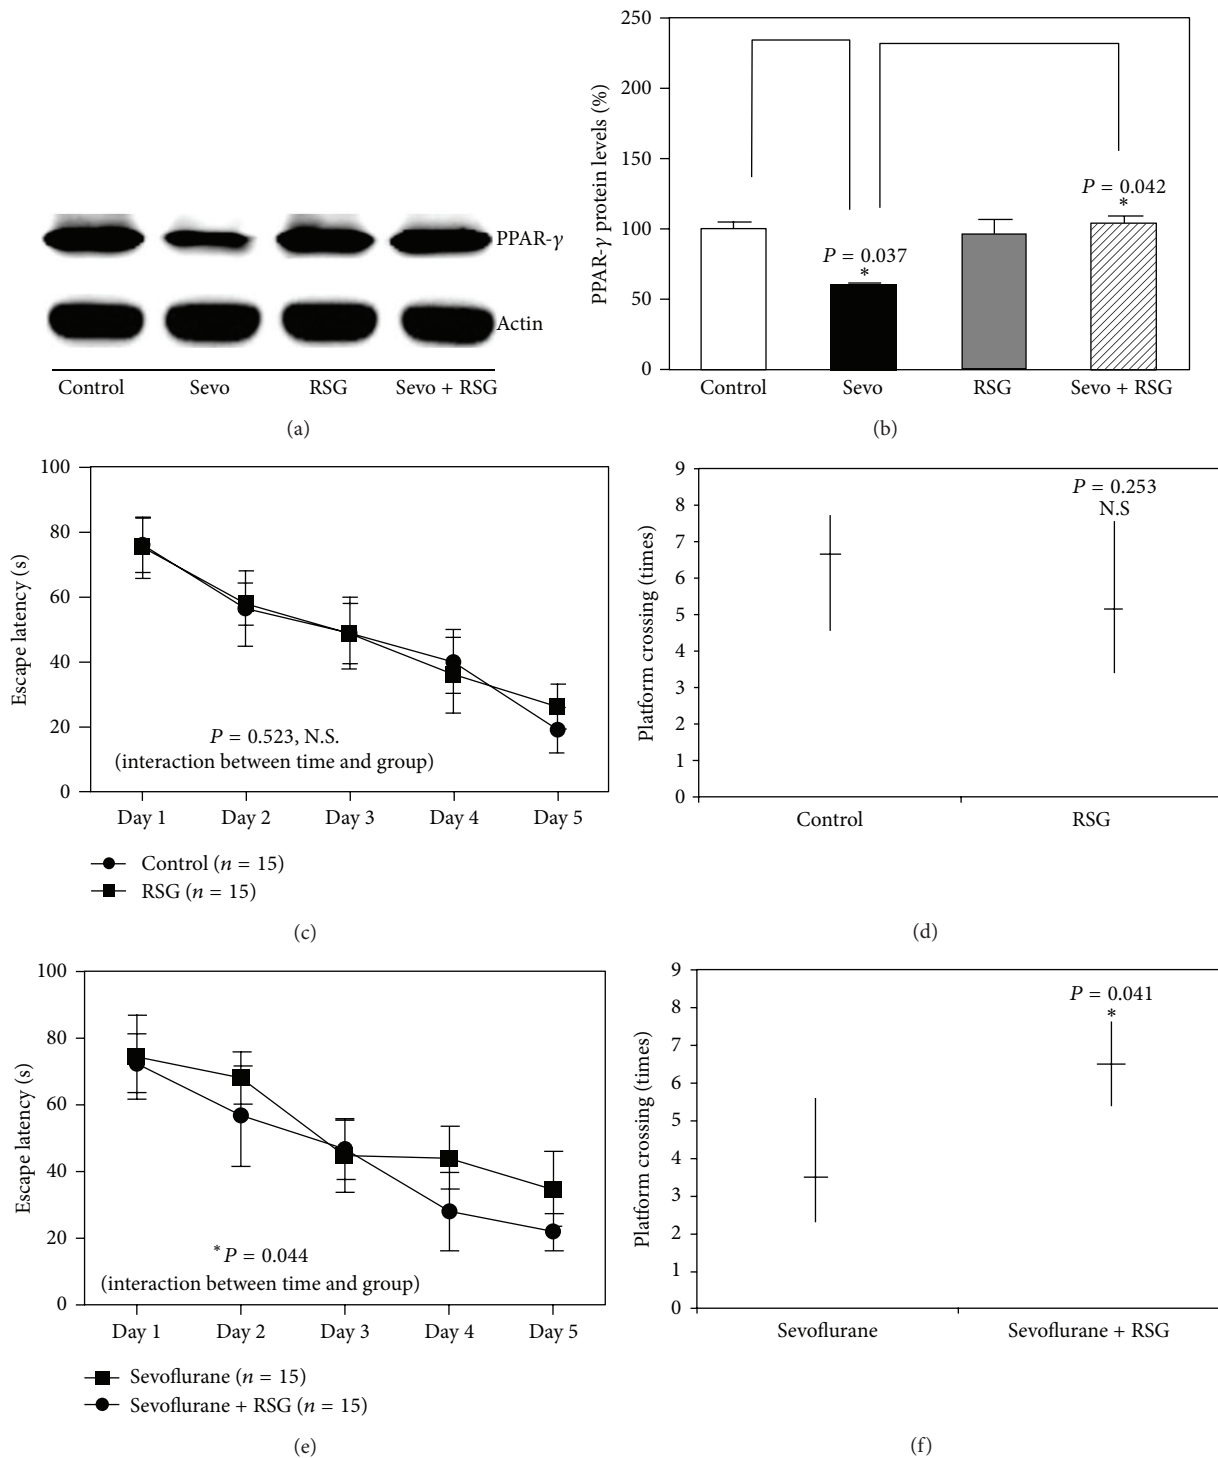 PPAR-γ
Actin
Control
Sevo
RSG
Sevo + RSG
(a)
PPAR-γ protein levels (%)
250
200
150
100
50
0
P = 0.037
*
P = 0.042
*
Control
Sevo
RSG
Sevo + RSG
(b)
Escape latency (s)
100
80
60
40
20
0
P = 0.523, N.S.
(interaction between time and group)
Day 1
Day 2
Day 3
Day 4
Day 5
Control (n = 15)
RSG (n = 15)
(c)
Platform crossing (times)
9
8
7
6
5
4
3
2
1
0
P = 0.253
N.S
Control
RSG
(d)
Escape latency (s)
100
80
60
40
20
0
*P = 0.044
(interaction between time and group)
Day 1
Day 2
Day 3
Day 4
Day 5
Sevoflurane (n = 15)
Sevoflurane + RSG (n = 15)
(e)
Platform crossing (times)
9
8
7
6
5
4
3
2
1
0
P = 0.041
*
Sevoflurane
Sevoflurane + RSG
(f)